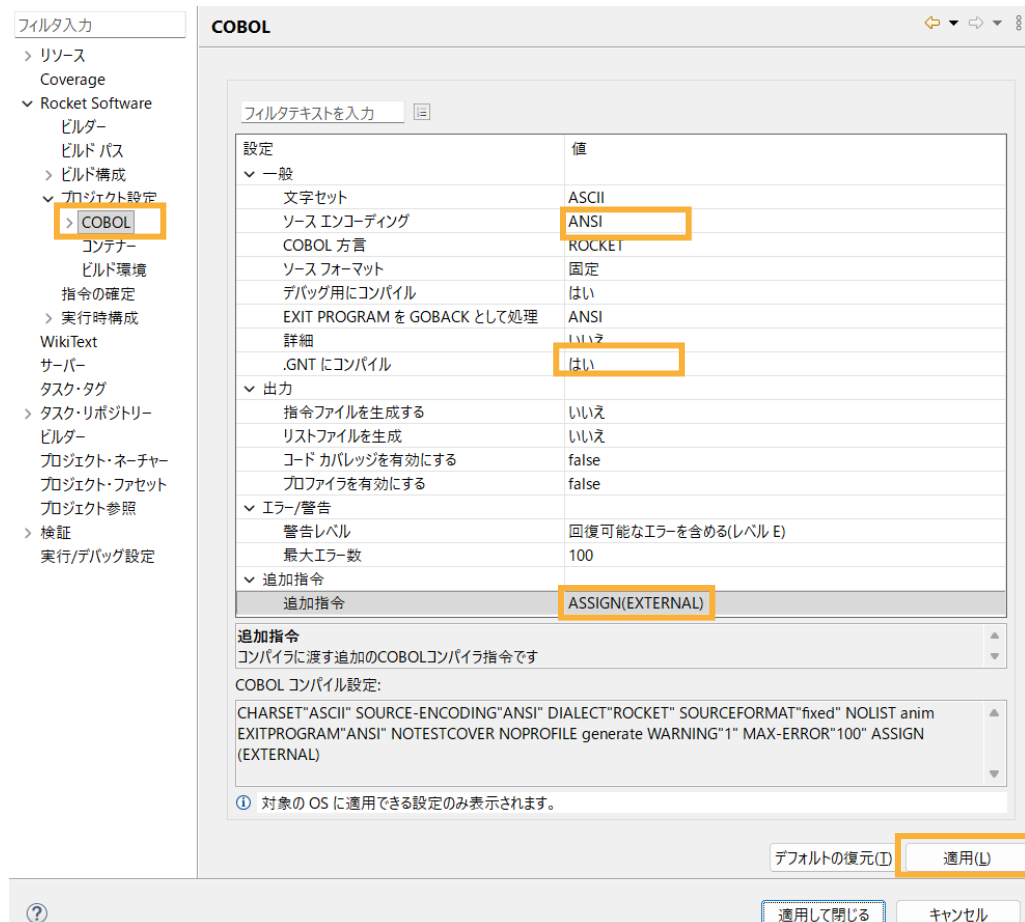 フィルタ入力
リソース
Coverage
Rocket Software
ビルダー
ビルド パス
ビルド構成
プロジェクト設定
COBOL
コンテナー
ビルド環境
指令の確定
実行時構成
WikiText
サーバー
タスク・タグ
タスク・リポジトリー
ビルダー
プロジェクト・ネーチャー
プロジェクト・ファセット
プロジェクト参照
検証
実行/デバッグ設定
COBOL
フィルタテキストを入力
設定 値
一般
文字セット ASCII
ソース エンコーディング ANSI
COBOL 方言 ROCKET
ソース フォーマット 固定
デバッグ用にコンパイル はい
EXIT PROGRAM を GOBACK として処理 ANSI
詳細 いいえ
.GNT にコンパイル はい
出力
指令ファイルを生成する いいえ
リストファイルを生成 いいえ
コード カバレッジを有効にする false
プロファイラを有効にする false
エラー/警告
警告レベル 回復可能なエラーを含める(レベル E)
最大エラー数 100
追加指令
追加指令 ASSIGN(EXTERNAL)
追加指令
コンパイラに渡す追加のCOBOLコンパイラ指令です
COBOL コンパイル設定:
CHARSET"ASCII" SOURCE-ENCODING"ANSI" DIALECT"ROCKET" SOURCEFORMAT"fixed" NOLIST anim
EXITPROGRAM"ANSI" NOTESTCOVER NOPROFILE generate WARNING"1" MAX-ERROR"100" ASSIGN
(EXTERNAL)
対象の OS に適用できる設定のみ表示されます。
デフォルトの復元(T) 適用(L)
適用して閉じる キャンセル